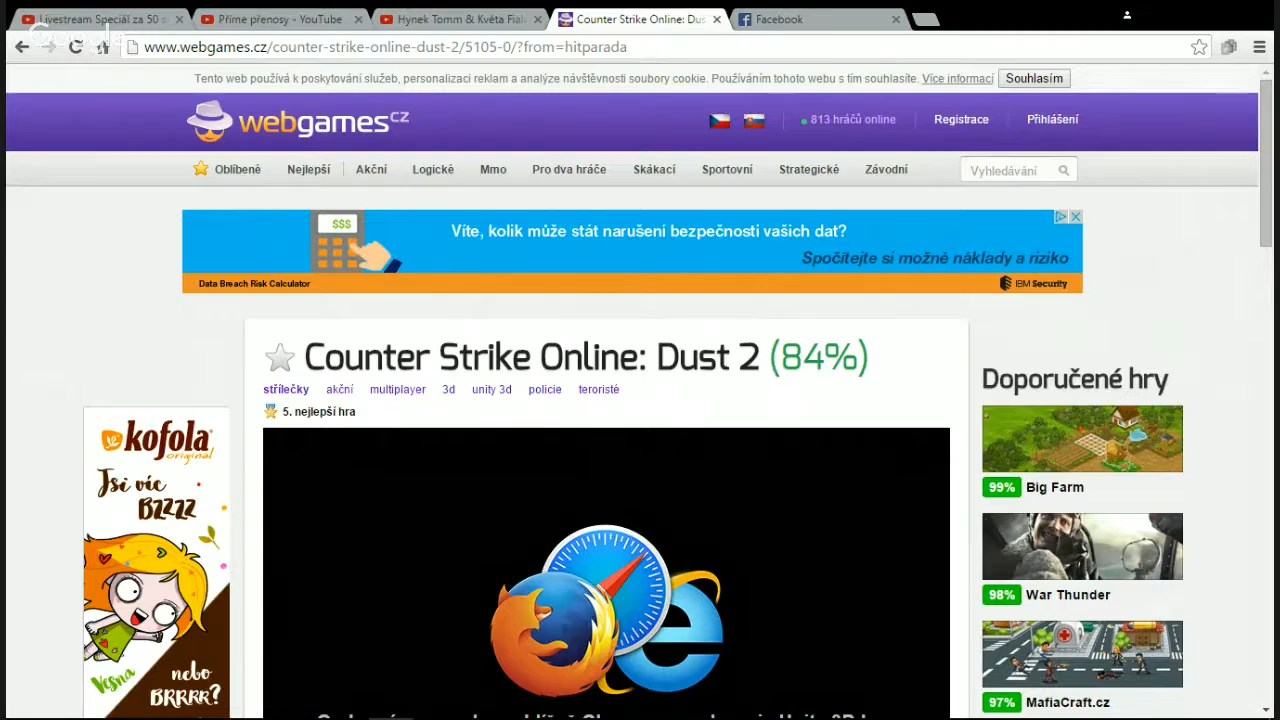 Livestream Speciál za 50 s
Přímé přenosy - YouTube
Hynek Tomm & Květa Fial
Counter Strike Online: Dus
Facebook
www.webgames.cz/counter-strike-online-dust-2/5105-0/?from=hitparada
Tento web používá k poskytování služeb, personalizaci reklam a analýze návštěvnosti soubory cookie. Používáním tohoto webu s tím souhlasíte. Více informací
Souhlasím
webgames CZ
813 hráčů online
Registrace
Přihlášení
Oblíbené
Nejlepší
Akční
Logické
Mmo
Pro dva hráče
Skákací
Sportovní
Strategické
Závodní
Vyhledávání
$$$
Víte, kolik může stát narušení bezpečnosti vašich dat?
Spočítejte si možné náklady a riziko
Data Breach Risk Calculator
IBM Security
Counter Strike Online: Dust 2 (84%)
střílečky akční multiplayer 3d unity 3d policie teroristé
5. nejlepší hra
kofola
original
Jsi víc
BZZZZ
Vesna
nebo
BRRRR?
Doporučené hry
99% Big Farm
98% War Thunder
97% MafiaCraft.cz